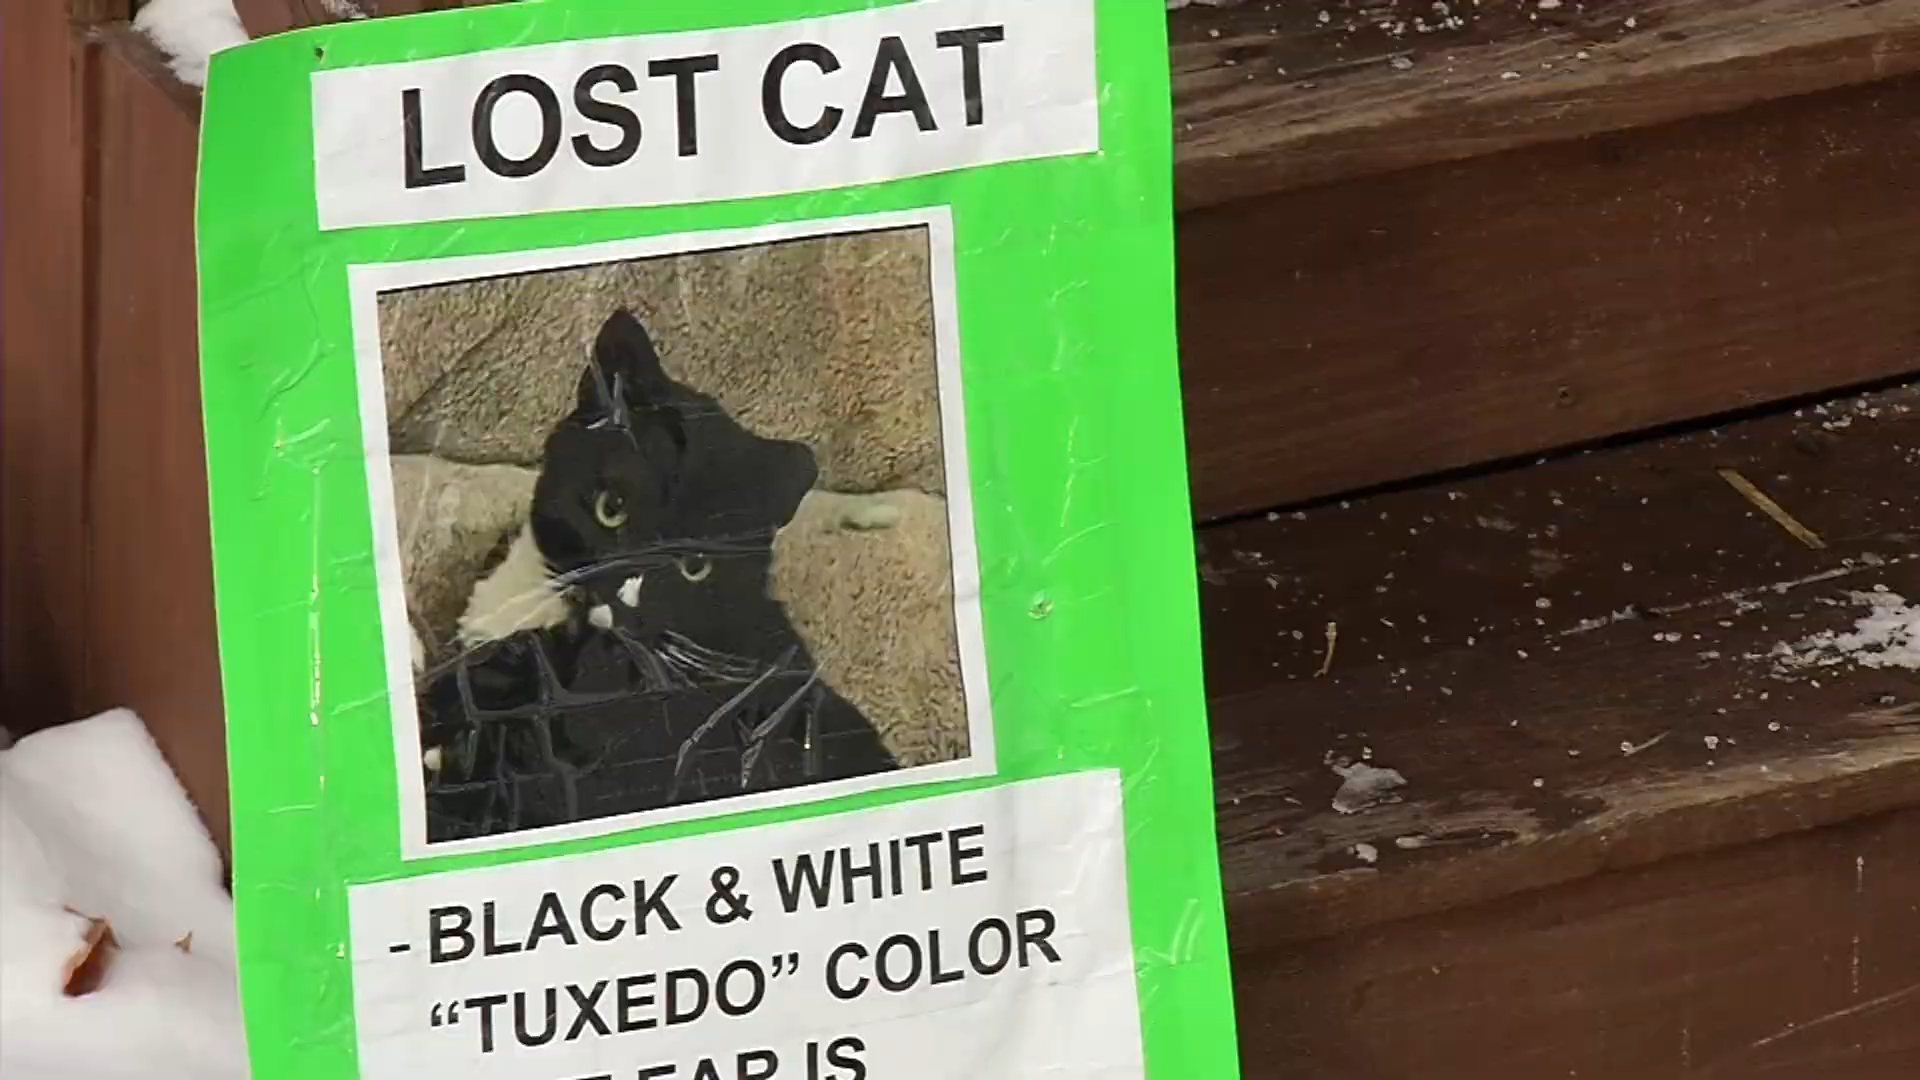 LOST CAT
- BLACK & WHITE
“TUXEDO” COLOR
EAR IS